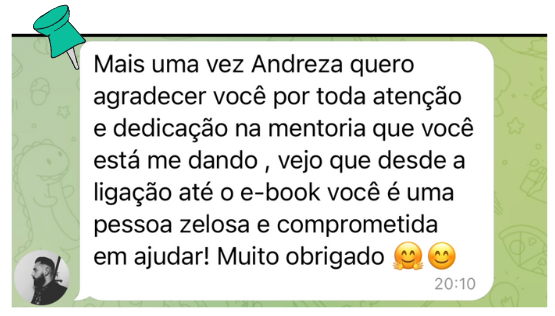 Mais uma vez Andreza quero
agradecer você por toda atenção
e dedicação na mentoria que você
está me dando , vejo que desde a
ligação até o e-book você é uma
pessoa zelosa e comprometida
em ajudar! Muito obrigado 🤗😊
20:10